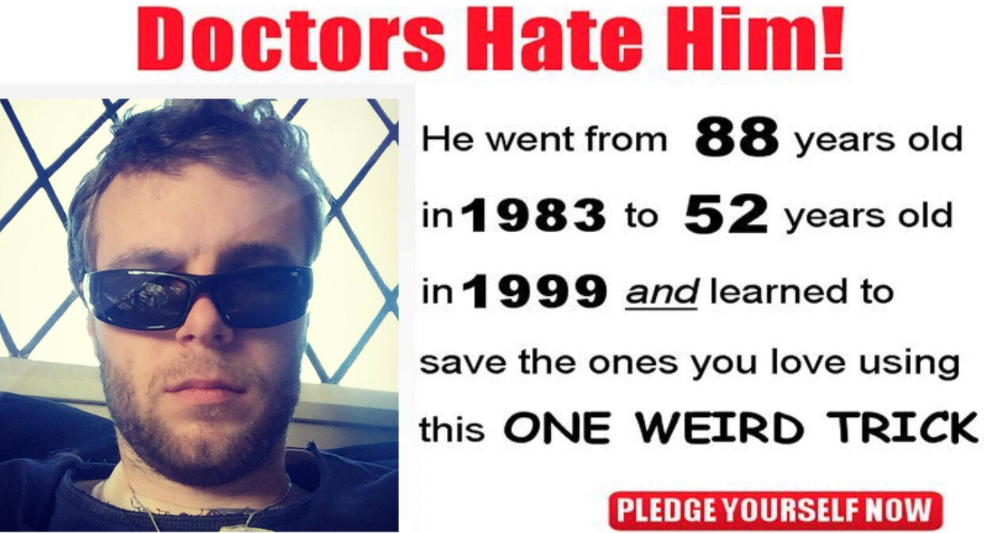 Doctors Hate Him!
He went from 88 years old
in 1983 to 52 years old
in 1999 and learned to
save the ones you love using
this ONE WEIRD TRICK
PLEDGE YOURSELF NOW